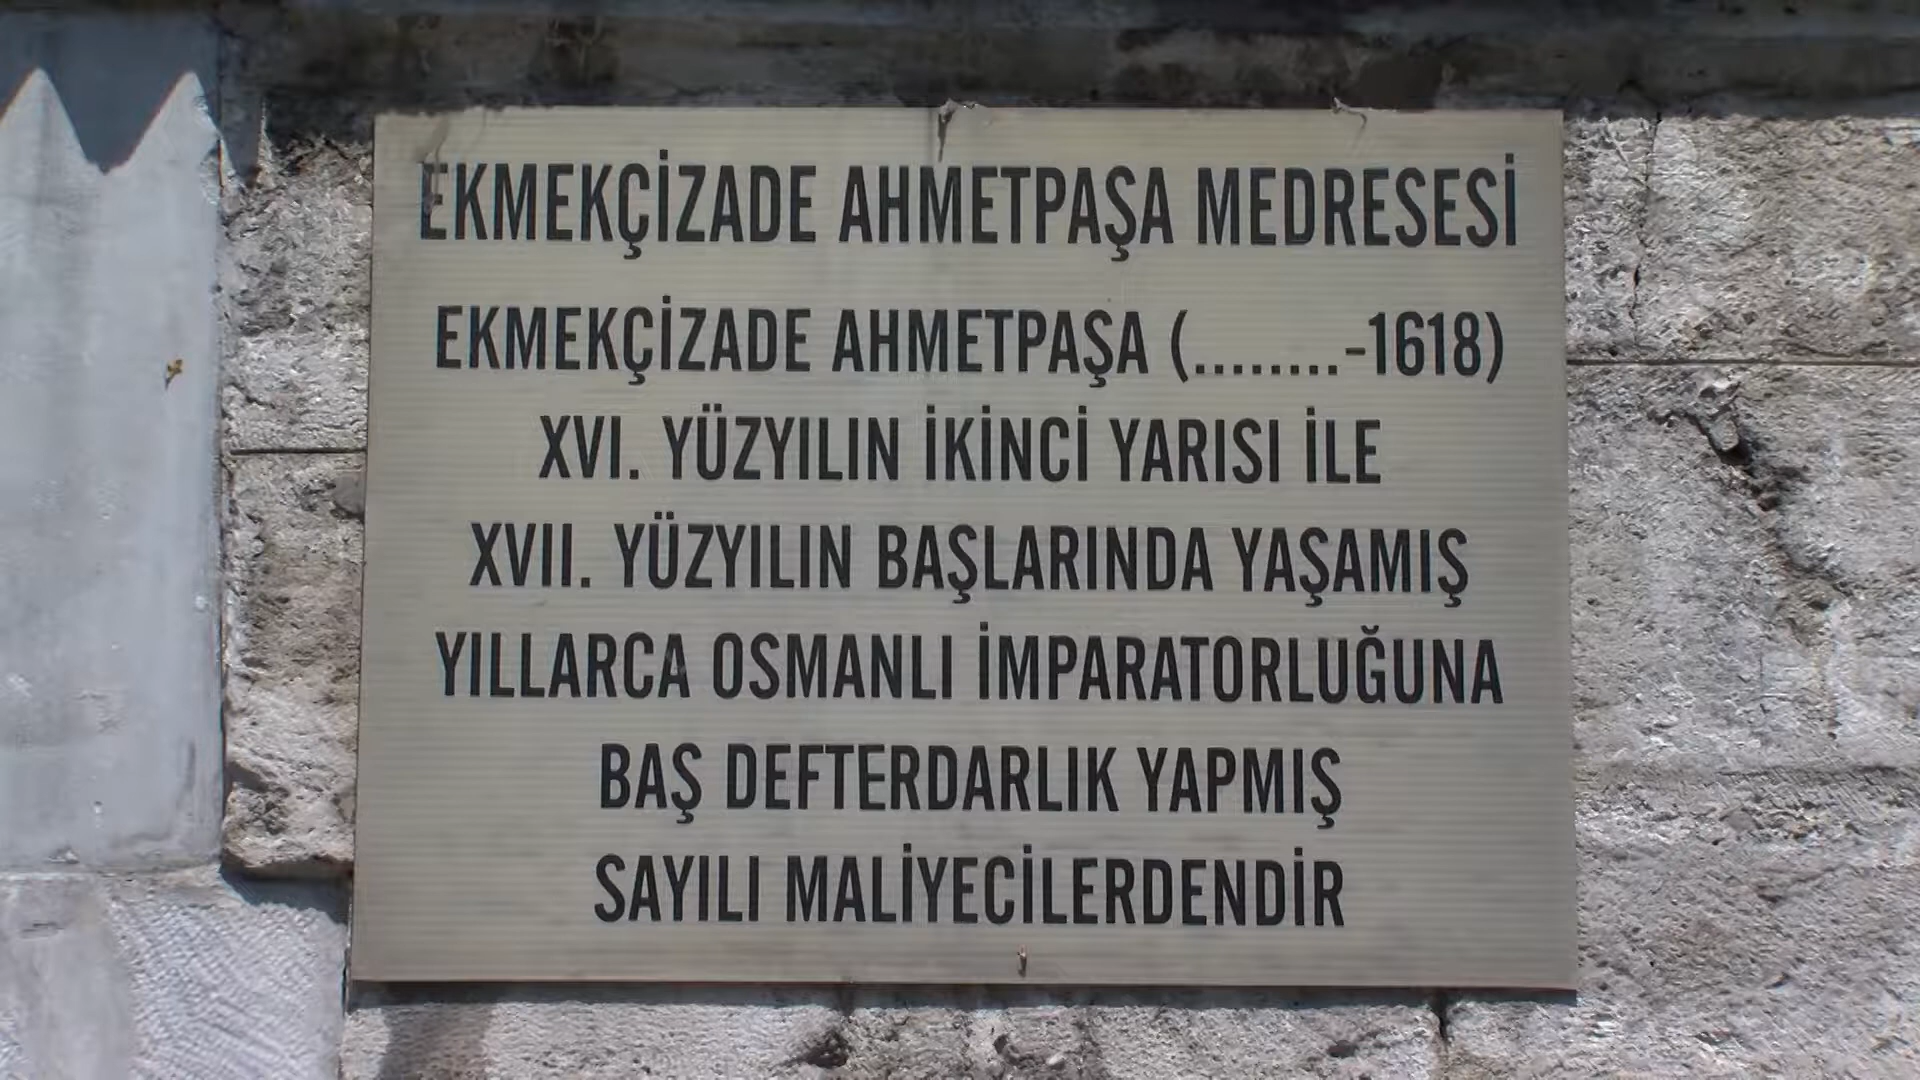 EKMEKÇİZADE AHMETPAŞA MEDRESESİ
EKMEKÇİZADE AHMETPAŞA (........-1618)
XVI. YÜZYILIN İKİNCİ YARISI İLE
XVII. YÜZYILIN BAŞLARINDA YAŞAMIŞ
YILLARCA OSMANLI İMPARATORLUĞUNA
BAŞ DEFTERDARLIK YAPMIŞ
SAYILI MALİYECİLERDENDİR